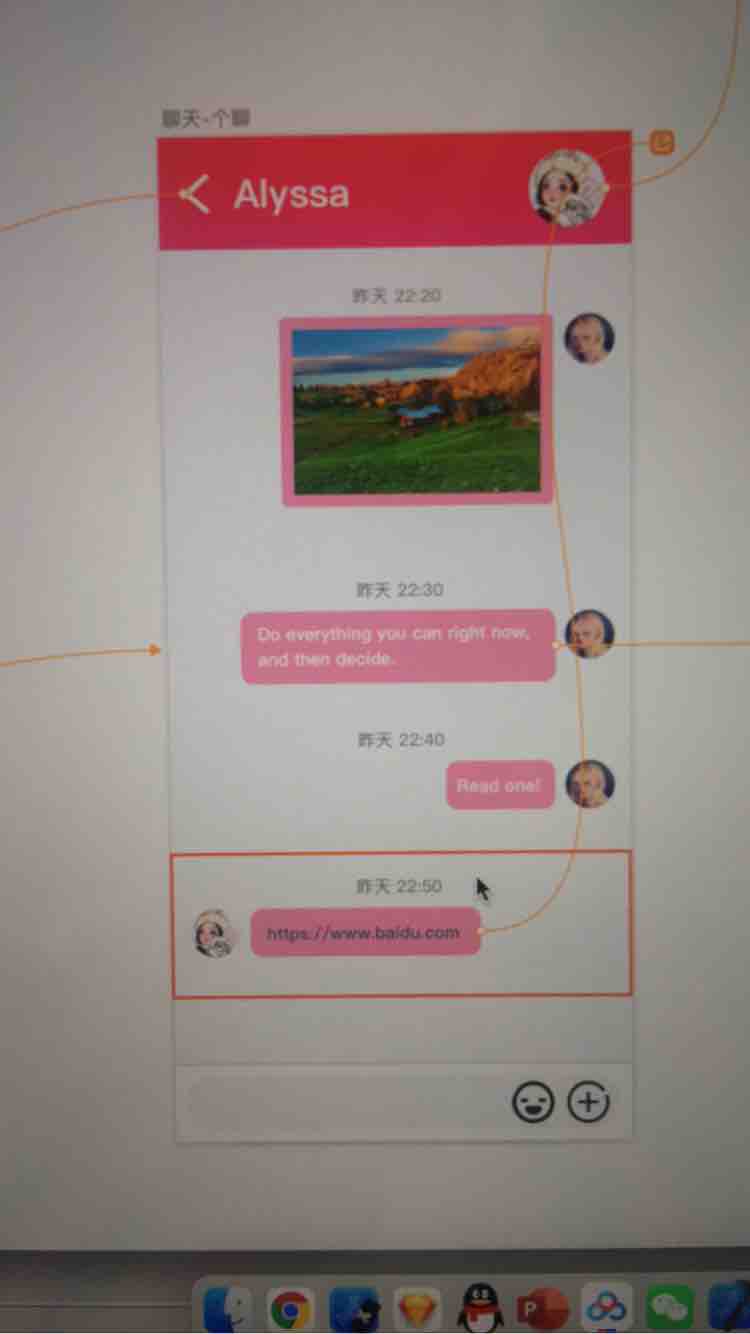 聊天-个聊
Alyssa
昨天 22:20
昨天 22:30
Do everything you can right now,
and then decide.
昨天 22:40
Read one!
昨天 22:50
https://www.baidu.com
P